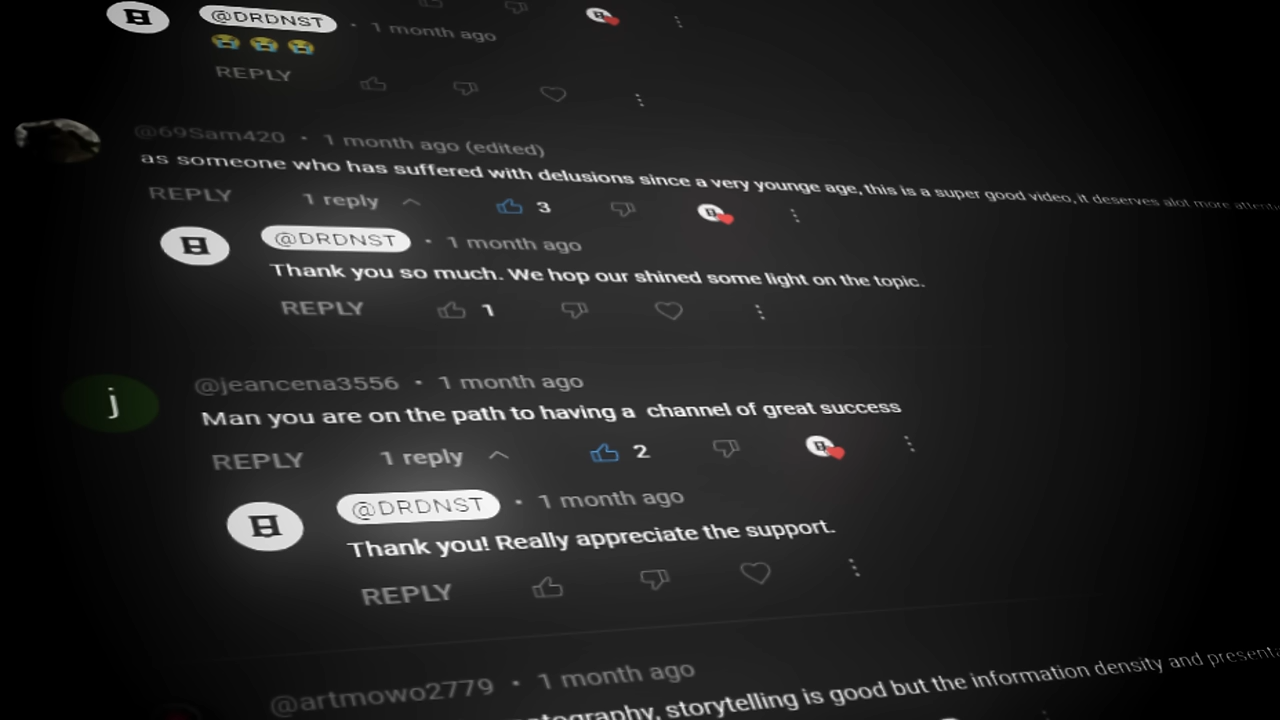 @DRDNST • 1 month ago
REPLY
@69Sam420 • 1 month ago (edited)
as someone who has suffered with delusions since a very younge age, this is a super good video, it deserves alot more
REPLY 1 reply 3
@DRDNST • 1 month ago
Thank you so much. We hop our shined some light on the topic.
REPLY 1
j
@jeancena3556 • 1 month ago
Man you are on the path to having a channel of great success
REPLY 1 reply 2
@DRDNST • 1 month ago
Thank you! Really appreciate the support.
REPLY
@artmowo2779 • 1 month ago
storytelling is good but the information density and